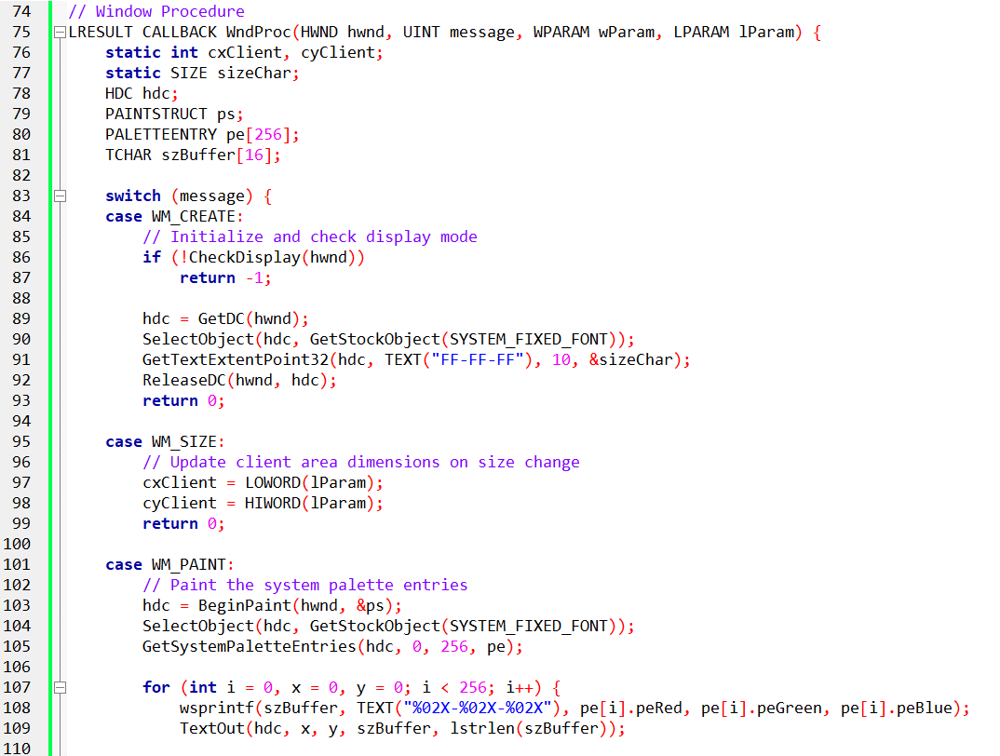 74 // Window Procedure
75 LRESULT CALLBACK WndProc(HWND hwnd, UINT message, WPARAM wParam, LPARAM lParam) {
76     static int cxClient, cyClient;
77     static SIZE sizeChar;
78     HDC hdc;
79     PAINTSTRUCT ps;
80     PALETTEENTRY pe[256];
81     TCHAR szBuffer[16];
82
83     switch (message) {
84     case WM_CREATE:
85         // Initialize and check display mode
86         if (!CheckDisplay(hwnd))
87             return -1;
88
89         hdc = GetDC(hwnd);
90         SelectObject(hdc, GetStockObject(SYSTEM_FIXED_FONT));
91         GetTextExtentPoint32(hdc, TEXT("FF-FF-FF"), 10, &sizeChar);
92         ReleaseDC(hwnd, hdc);
93         return 0;
94
95     case WM_SIZE:
96         // Update client area dimensions on size change
97         cxClient = LOWORD(lParam);
98         cyClient = HIWORD(lParam);
99         return 0;
100
101     case WM_PAINT:
102         // Paint the system palette entries
103         hdc = BeginPaint(hwnd, &ps);
104         SelectObject(hdc, GetStockObject(SYSTEM_FIXED_FONT));
105         GetSystemPaletteEntries(hdc, 0, 256, pe);
106
107         for (int i = 0, x = 0, y = 0; i < 256; i++) {
108             wsprintf(szBuffer, TEXT("%02X-%02X-%02X"), pe[i].peRed, pe[i].peGreen, pe[i].peBlue);
109             TextOut(hdc, x, y, szBuffer, lstrlen(szBuffer));
110